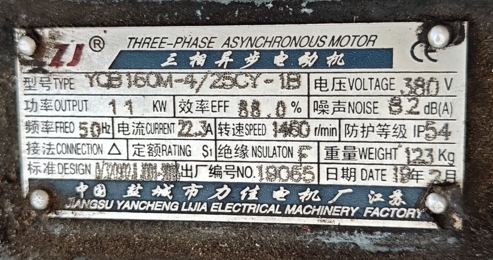 ZJ ® THREE-PHASE ASYNCHRONOUS MOTOR CE
三相异步电动机
型号TYPE YCB160M-4/25CY-1B 电压VOLTAGE 380V
功率OUTPUT 11 KW 效率EFF 88.0% 噪声NOISE 82 dB(A)
频率FREQ 50Hz 电流CURRENT 22.3A 转速SPEED 1460 r/min 防护等级 IP54
接法CONNECTION △ 定额RATING S1 绝缘INSULATON F 重量WEIGHT 123 Kg
标准DESIGN 出厂编号NO. 19055 日期DATE 19年2月
中国 盐城市力佳电机厂 江苏
JIANGSU YANCHENG LIJIA ELECTRICAL MACHINERY FACTORY